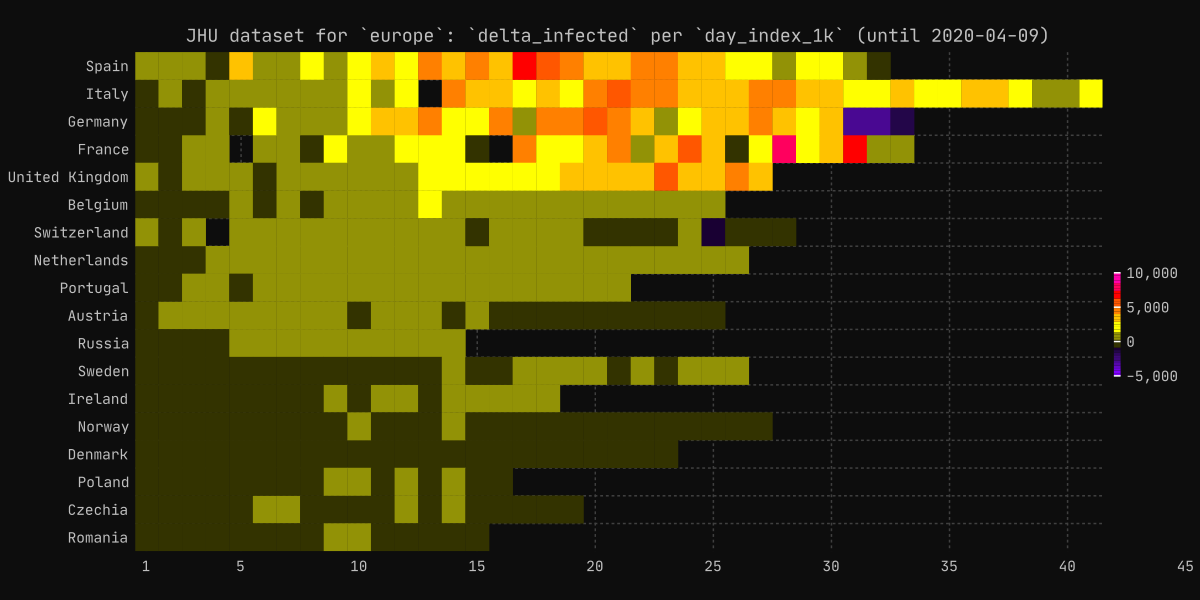 JHU dataset for `europe`: `delta_infected` per `day_index_1k` (until 2020-04-09)
Spain
Italy
Germany
France
United Kingdom
Belgium
Switzerland
Netherlands
Portugal
Austria
Russia
Sweden
Ireland
Norway
Denmark
Poland
Czechia
Romania
10,000
5,000
0
-5,000
1 5 10 15 20 25 30 35 40 45